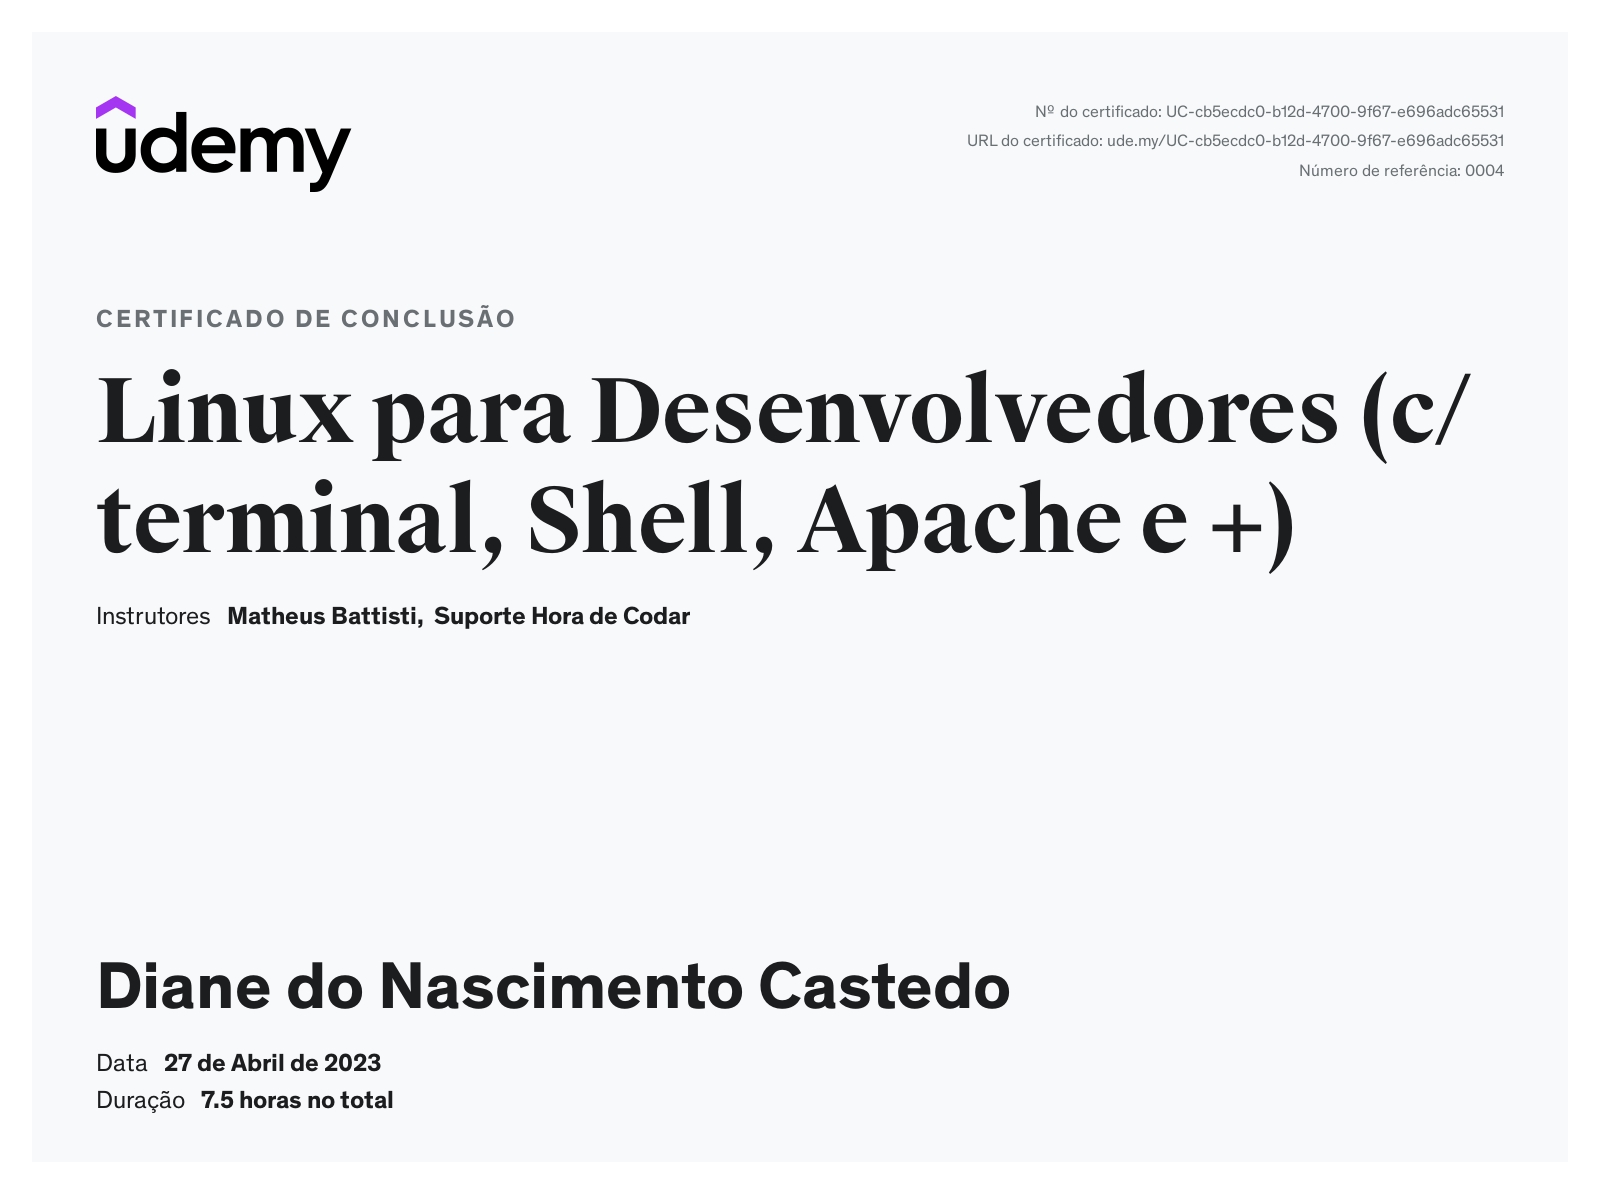 udemy
Nº do certificado: UC-cb5ecdc0-b12d-4700-9f67-e696adc65531
URL do certificado: ude.my/UC-cb5ecdc0-b12d-4700-9f67-e696adc65531
Número de referência: 0004
CERTIFICADO DE CONCLUSÃO
Linux para Desenvolvedores (c/
terminal, Shell, Apache e +)
Instrutores Matheus Battisti, Suporte Hora de Codar
Diane do Nascimento Castedo
Data 27 de Abril de 2023
Duração 7.5 horas no total